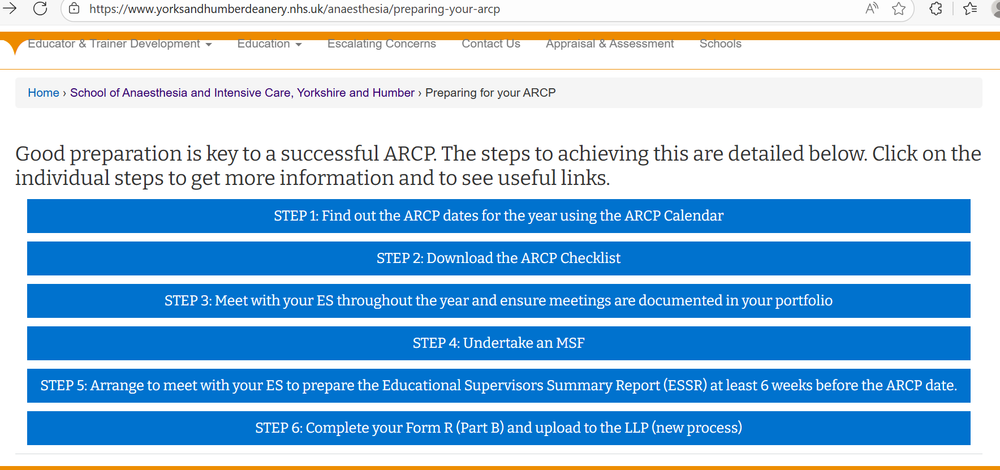 https://www.yorksandhumberdeanery.nhs.uk/anaesthesia/preparing-your-arcp
Educator & Trainer Development Education Escalating Concerns Contact Us Appraisal & Assessment Schools
Home › School of Anaesthesia and Intensive Care, Yorkshire and Humber › Preparing for your ARCP
Good preparation is key to a successful ARCP. The steps to achieving this are detailed below. Click on the
individual steps to get more information and to see useful links.
STEP 1: Find out the ARCP dates for the year using the ARCP Calendar
STEP 2: Download the ARCP Checklist
STEP 3: Meet with your ES throughout the year and ensure meetings are documented in your portfolio
STEP 4: Undertake an MSF
STEP 5: Arrange to meet with your ES to prepare the Educational Supervisors Summary Report (ESSR) at least 6 weeks before the ARCP date.
STEP 6: Complete your Form R (Part B) and upload to the LLP (new process)